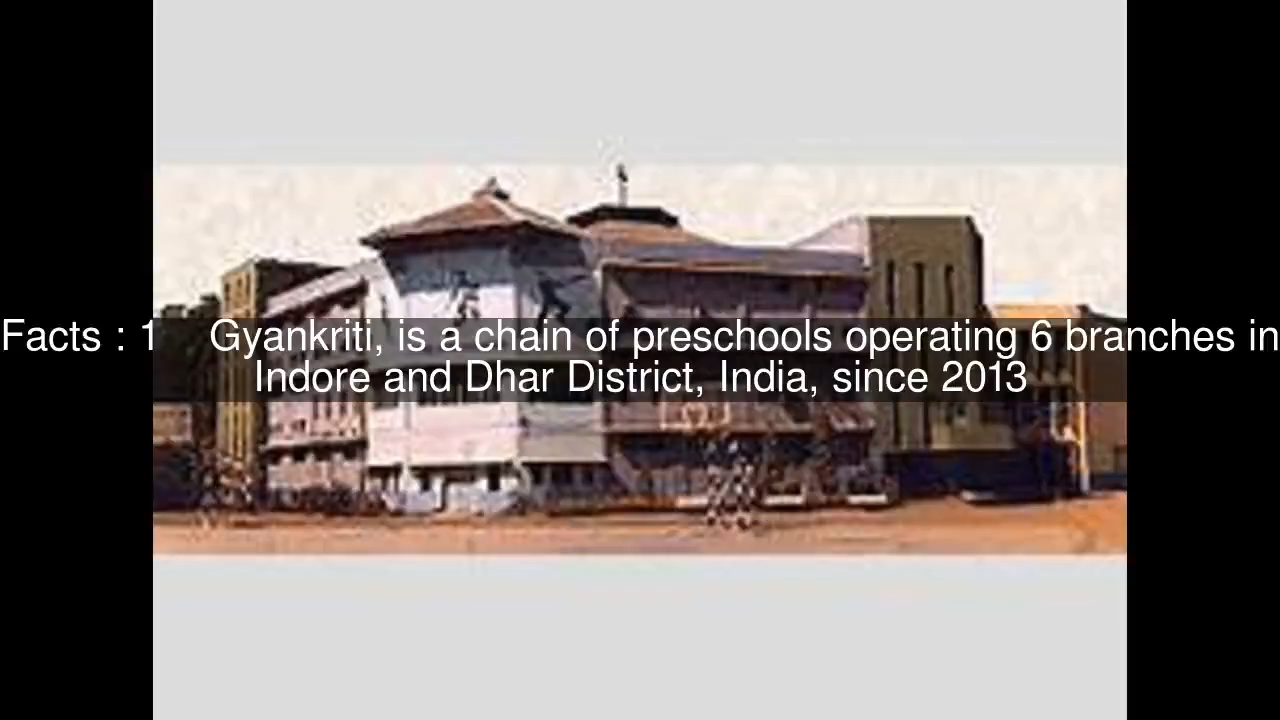 Facts : 1 Gyankriti, is a chain of preschools operating 6 branches in
Indore and Dhar District, India, since 2013